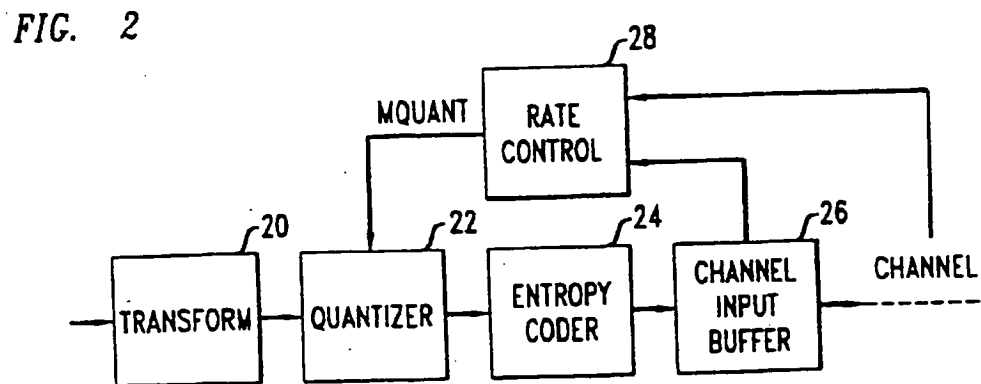 FIG. 2
28
MQUANT
RATE
CONTROL
20
22
24
26
TRANSFORM
QUANTIZER
ENTROPY
CODER
CHANNEL
INPUT
BUFFER
CHANNEL